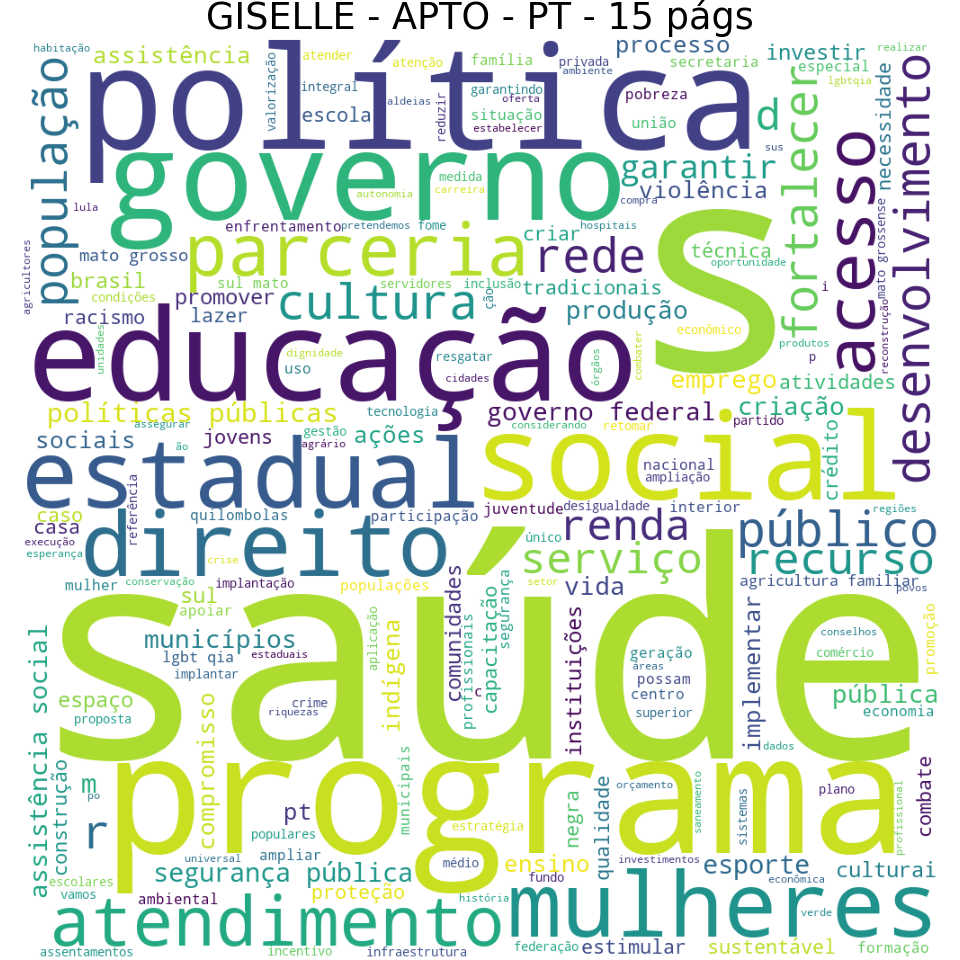 GISELLE - APTO - PT - 15 págs
habitação
assistência
atender
processo
investir
realizar
política
integral
atenção
família
privada
ambiente
secretaria
especial
lgbtqia
população
valorização
escola
aldeias
reduzir
garantindo
oferta
situação
estabelecer
pobreza
união
d
sus
fortalecer
necessidade
desenvolvimento
governo
medida
autonomia
carreira
garantir
violência
compra
acesso
lula
enfrentamento
pretendemos
fome
hospitais
criar
rede
s
técnica
oportunidade
agricultores
mato grosso
parceria
brasil
condições
promover
sul mato
servidores
inclusão
tradicionais
i
mato grossense
racismo
lazer
cultura
ção
produção
econômico
produtos
p
reconstrução
unidades
educação
dignidade
uso
resgatar
cidades
órgãos
combater
emprego
atividades
políticas públicas
assegurar
tecnologia
governo federal
considerando
retomar
partido
criação
sociais
ão
jovens
gestão
agrário
ações
estadual
social
nacional
ampliação
crédito
referência
caso
casa
execução
esperança
quilombolas
participação
juventude
desigualdade
interior
regiões
direito
único
renda
público
crise
serviço
recurso
mulher
conservação
implantação
populações
setor
vida
agricultura familiar
povos
sul
apoiar
saúde
comunidades
capacitação
segurança
profissionais
c
instituições
implementar
municípios
lgbt qia
estaduais
implantar
aplicação
indígena
geração
áreas
possam
centro
superior
conselhos
comércio
promoção
assistência social
espaço
proposta
crime
riquezas
compromisso
pública
economia
dados
programa
construção
m
po
r
pt
populares
municipais
estratégia
negra
qualidade
orçamento
saneamento
sistemas
plano
profissional
combate
universal
ampliar
médio
ensino
investimentos
esporte
econômica
culturai
escolares
vamos
segurança pública
ambiental
proteção
história
fundo
atendimento
mulheres
verde
assentamentos
incentivo
infraestrutura
federação
estimular
sustentável
formação